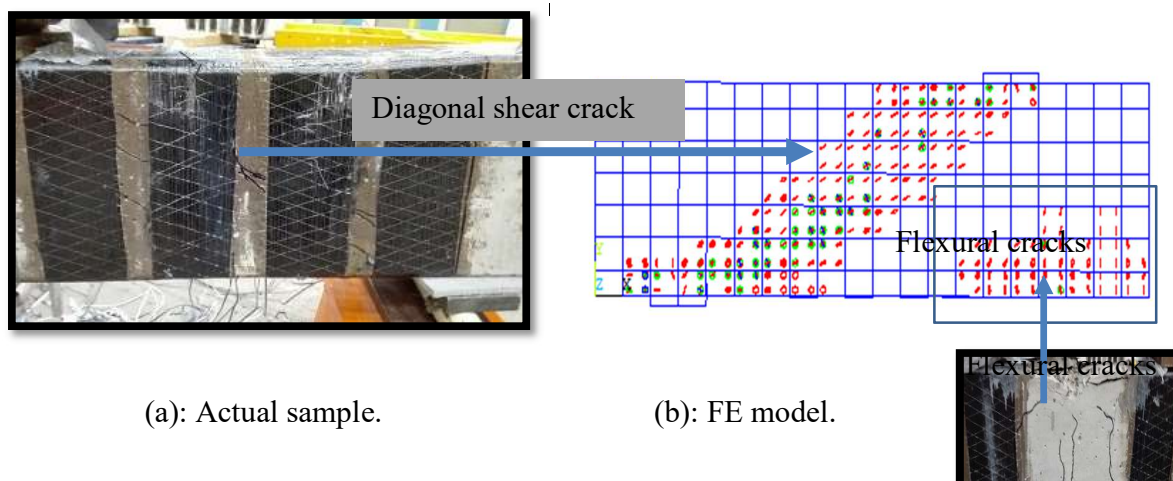 Diagonal shear crack
Flexural cracks
Y
Z
X
Flexural cracks
(a): Actual sample.
(b): FE model.